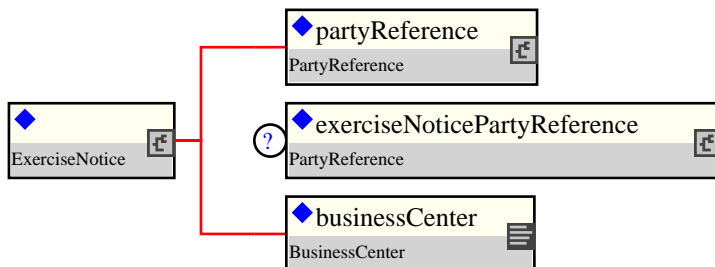 partyReference
PartyReference
ExerciseNotice
?
exerciseNoticePartyReference
PartyReference
businessCenter
BusinessCenter